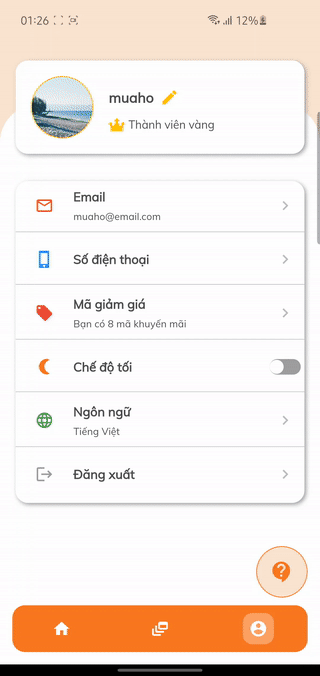 01:26 12%
muaho
Thành viên vàng
Email
muaho@email.com
Số điện thoại
Mã giảm giá
Bạn có 8 mã khuyến mãi
Chế độ tối
Ngôn ngữ
Tiếng Việt
Đăng xuất